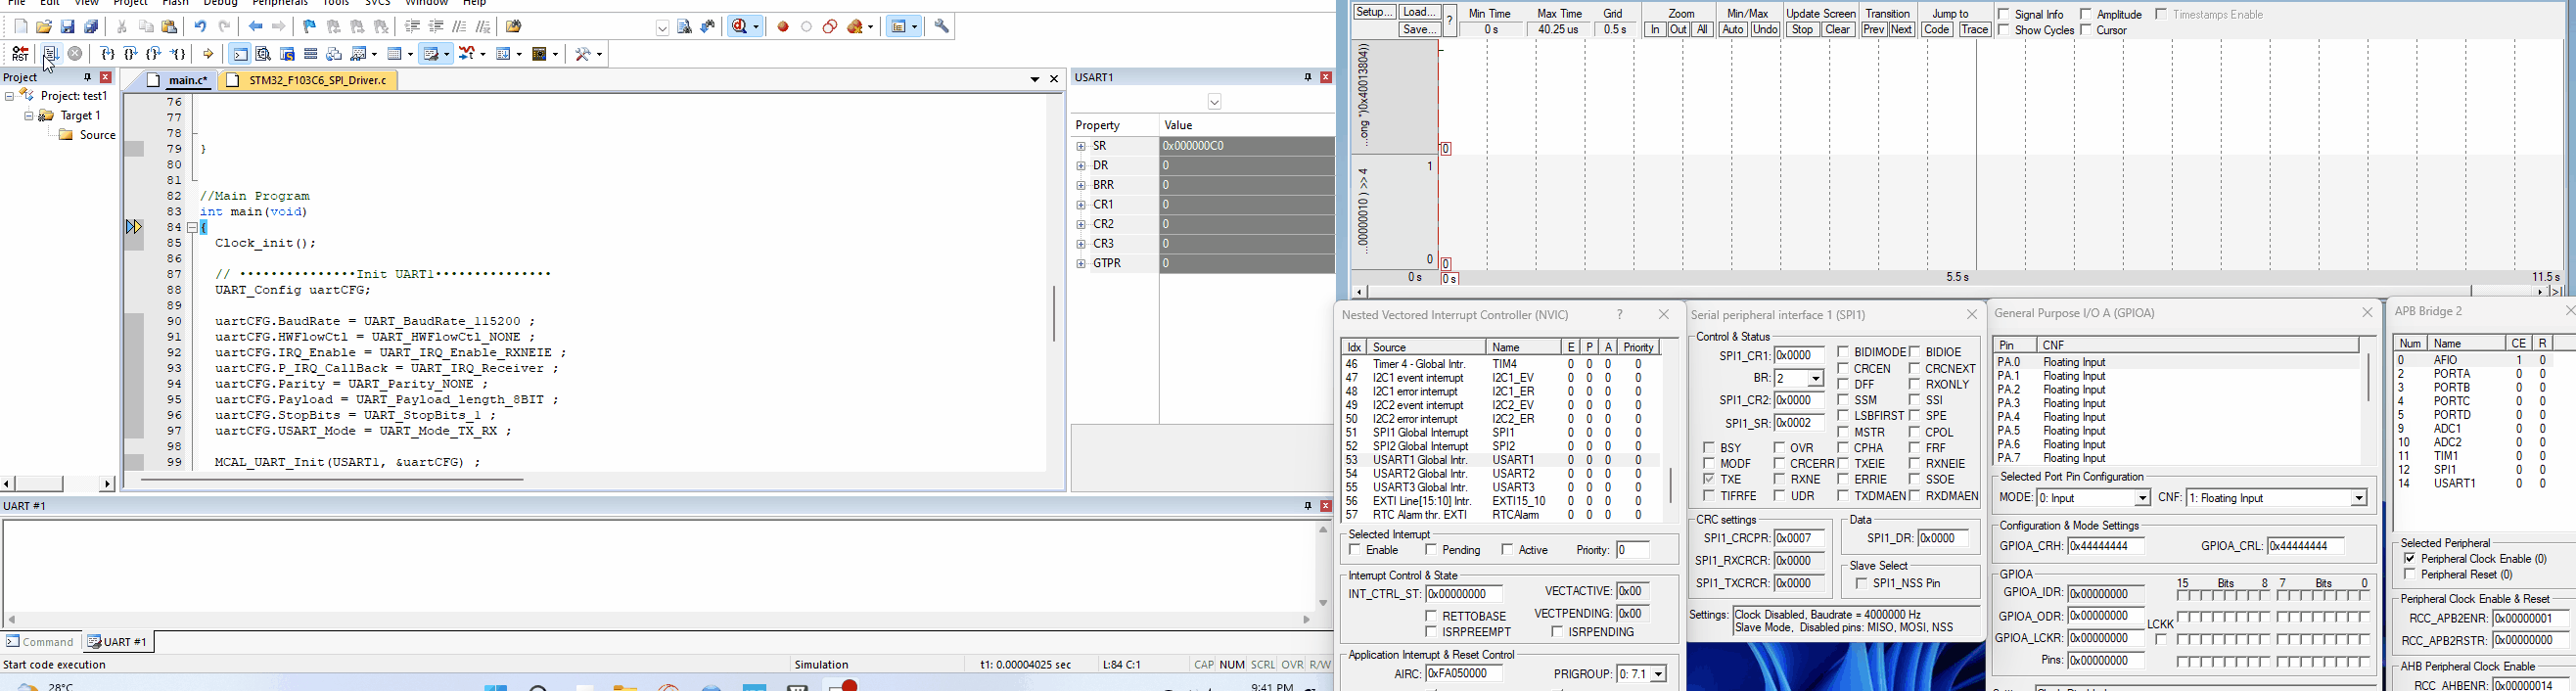 File Edit View Project Flash Debug Peripherals Tools SVCS Window Help
RST
Project
Project: test1
Target 1
Source
main.c*
STM32_F103C6_SPI_Driver.c
76
77
78
79 }
80
81
82 //Main Program
83 int main(void)
84 {
85 Clock_init();
86
87 // •••••••••••••••Init UART1•••••••••••••••
88 UART_Config uartCFG;
89
90 uartCFG.BaudRate = UART_BaudRate_115200 ;
91 uartCFG.HWFlowCtl = UART_HWFlowCtl_NONE ;
92 uartCFG.IRQ_Enable = UART_IRQ_Enable_RXNEIE ;
93 uartCFG.P_IRQ_CallBack = UART_IRQ_Receiver ;
94 uartCFG.Parity = UART_Parity_NONE ;
95 uartCFG.Payload = UART_Payload_length_8BIT ;
96 uartCFG.StopBits = UART_StopBits_1 ;
97 uartCFG.USART_Mode = UART_Mode_TX_RX ;
98
99 MCAL_UART_Init(USART1, &uartCFG) ;
USART1
Property Value
SR 0x000000C0
DR 0
BRR 0
CR1 0
CR2 0
CR3 0
GTPR 0
UART #1
Command UART #1
Start code execution Simulation t1: 0.00004025 sec L:84 C:1 CAP NUM SCRL OVR R/W
28°C
9:41 PM
Setup... Load... ? Min Time Max Time Grid Zoom Min/Max Update Screen Transition Jump to Signal Info Amplitude Timestamps Enable
Save... 0 s 40.25 us 0.5 s In Out All Auto Undo Stop Clear Prev Next Code Trace Show Cycles Cursor
...ong *)0x40013804))
0
...00000010 ) >> 4
1
0
0
0 s 0 s 5.5 s 11.5 s
Nested Vectored Interrupt Controller (NVIC) ?
Idx Source Name E P A Priority
46 Timer 4 - Global Intr. TIM4 0 0 0 0
47 I2C1 event interrupt I2C1_EV 0 0 0 0
48 I2C1 error interrupt I2C1_ER 0 0 0 0
49 I2C2 event interrupt I2C2_EV 0 0 0 0
50 I2C2 error interrupt I2C2_ER 0 0 0 0
51 SPI1 Global Interrupt SPI1 0 0 0 0
52 SPI2 Global Interrupt SPI2 0 0 0 0
53 USART1 Global Intr. USART1 0 0 0 0
54 USART2 Global Intr. USART2 0 0 0 0
55 USART3 Global Intr. USART3 0 0 0 0
56 EXTI Line[15:10] Intr. EXTI15_10 0 0 0 0
57 RTC Alarm thr. EXTI RTCAlarm 0 0 0 0
Selected Interrupt
Enable Pending Active Priority: 0
Interrupt Control & State
INT_CTRL_ST: 0x00000000 VECTACTIVE: 0x00
RETTOBASE VECTPENDING: 0x00
ISRPREEMPT ISRPENDING
Application Interrupt & Reset Control
AIRC: 0xFA050000 PRIGROUP: 0: 7.1
Serial peripheral interface 1 (SPI1)
Control & Status
SPI1_CR1: 0x0000 BIDIMODE BIDIOE
CRCEN CRCNEXT
BR: 2 DFF RXONLY
SPI1_CR2: 0x0000 SSM SSI
LSBFIRST SPE
SPI1_SR: 0x0002 MSTR CPOL
BSY OVR CPHA FRF
MODF CRCERR TXEIE RXNEIE
TXE RXNE ERRIE SSOE
TIFRFE UDR TXDMAEN RXDMAEN
CRC settings
SPI1_CRCPR: 0x0007
SPI1_RXCRCR: 0x0000
SPI1_TXCRCR: 0x0000
Data
SPI1_DR: 0x0000
Slave Select
SPI1_NSS Pin
Settings: Clock Disabled, Baudrate = 4000000 Hz
Slave Mode, Disabled pins: MISO, MOSI, NSS
General Purpose I/O A (GPIOA)
Pin CNF
PA.0 Floating Input
PA.1 Floating Input
PA.2 Floating Input
PA.3 Floating Input
PA.4 Floating Input
PA.5 Floating Input
PA.6 Floating Input
PA.7 Floating Input
Selected Port Pin Configuration
MODE: 0: Input CNF: 1: Floating Input
Configuration & Mode Settings
GPIOA_CRH: 0x44444444 GPIOA_CRL: 0x44444444
GPIOA
15 Bits 8 7 Bits 0
GPIOA_IDR: 0x00000000
GPIOA_ODR: 0x00000000
LCKK
GPIOA_LCKR: 0x00000000
Pins: 0x00000000
APB Bridge 2
Num Name CE R
0 AFIO 1 0
2 PORTA 0 0
3 PORTB 0 0
4 PORTC 0 0
5 PORTD 0 0
9 ADC1 0 0
10 ADC2 0 0
11 TIM1 0 0
12 SPI1 0 0
14 USART1 0 0
Selected Peripheral
Peripheral Clock Enable (0)
Peripheral Reset (0)
Peripheral Clock Enable & Reset
RCC_APB2ENR: 0x00000001
RCC_APB2RSTR: 0x00000000
AHB Peripheral Clock Enable
RCC_AHBENR: 0x00000014